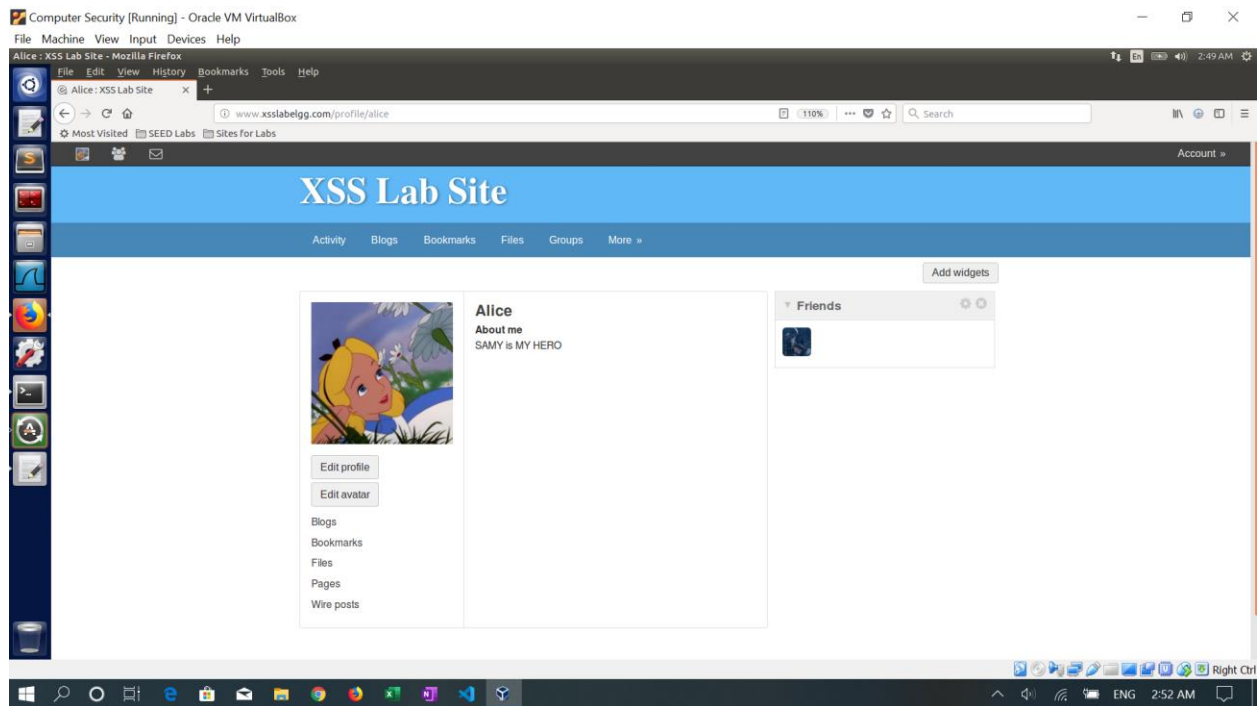 Computer Security [Running] - Oracle VM VirtualBox
File Machine View Input Devices Help
Alice : XSS Lab Site - Mozilla Firefox
2:49 AM
En
File Edit View History Bookmarks Tools Help
Alice : XSS Lab Site
www.xsslabelgg.com/profile/alice
110%
Search
Most Visited SEED Labs Sites for Labs
Account »
XSS Lab Site
Activity Blogs Bookmarks Files Groups More »
Add widgets
Alice
About me
SAMY is MY HERO
Friends
Edit profile
Edit avatar
Blogs
Bookmarks
Files
Pages
Wire posts
Right Ctrl
ENG 2:52 AM